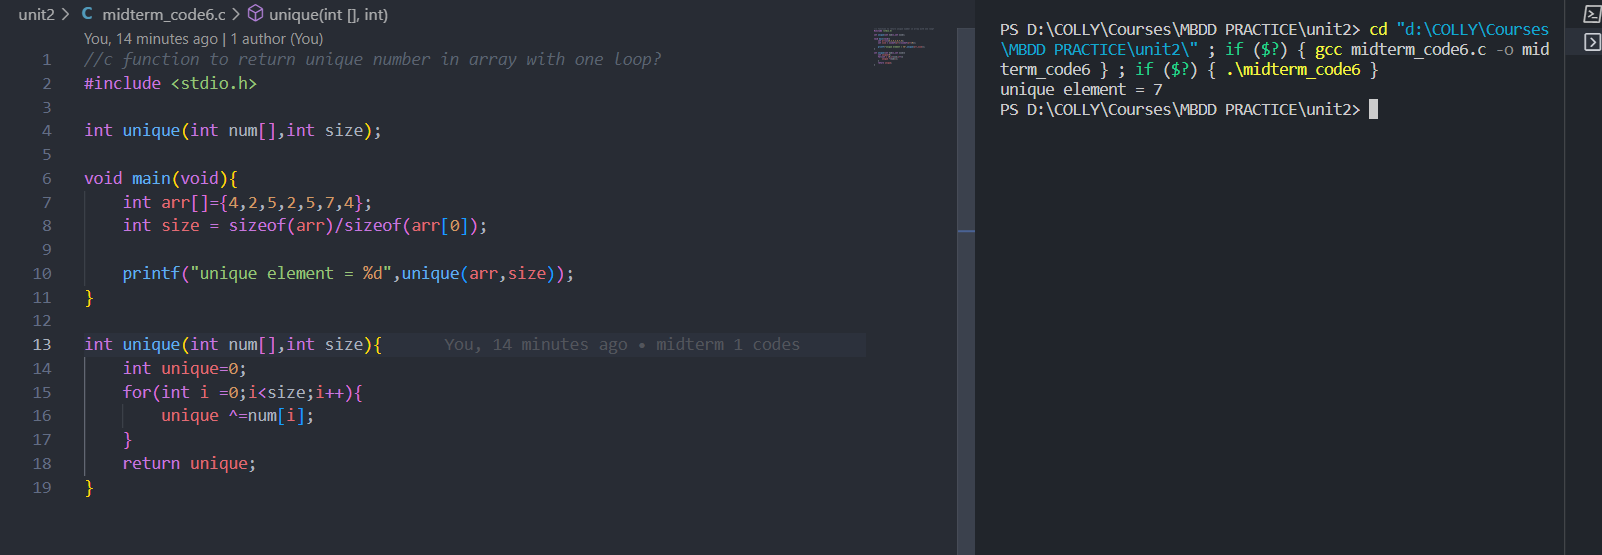 unit2 > C midterm_code6.c > unique(int [], int)
You, 14 minutes ago | 1 author (You)
1 //c function to return unique number in array with one loop?
2 #include <stdio.h>
3
4 int unique(int num[],int size);
5
6 void main(void){
7     int arr[]={4,2,5,2,5,7,4};
8     int size = sizeof(arr)/sizeof(arr[0]);
9
10     printf("unique element = %d",unique(arr,size));
11 }
12
13 int unique(int num[],int size){ You, 14 minutes ago • midterm 1 codes
14     int unique=0;
15     for(int i =0;i<size;i++){
16         unique ^=num[i];
17     }
18     return unique;
19 }
PS D:\COLLY\Courses\MBDD PRACTICE\unit2> cd "d:\COLLY\Courses
\MBDD PRACTICE\unit2\" ; if ($?) { gcc midterm_code6.c -o mid
term_code6 } ; if ($?) { .\midterm_code6 }
unique element = 7
PS D:\COLLY\Courses\MBDD PRACTICE\unit2>